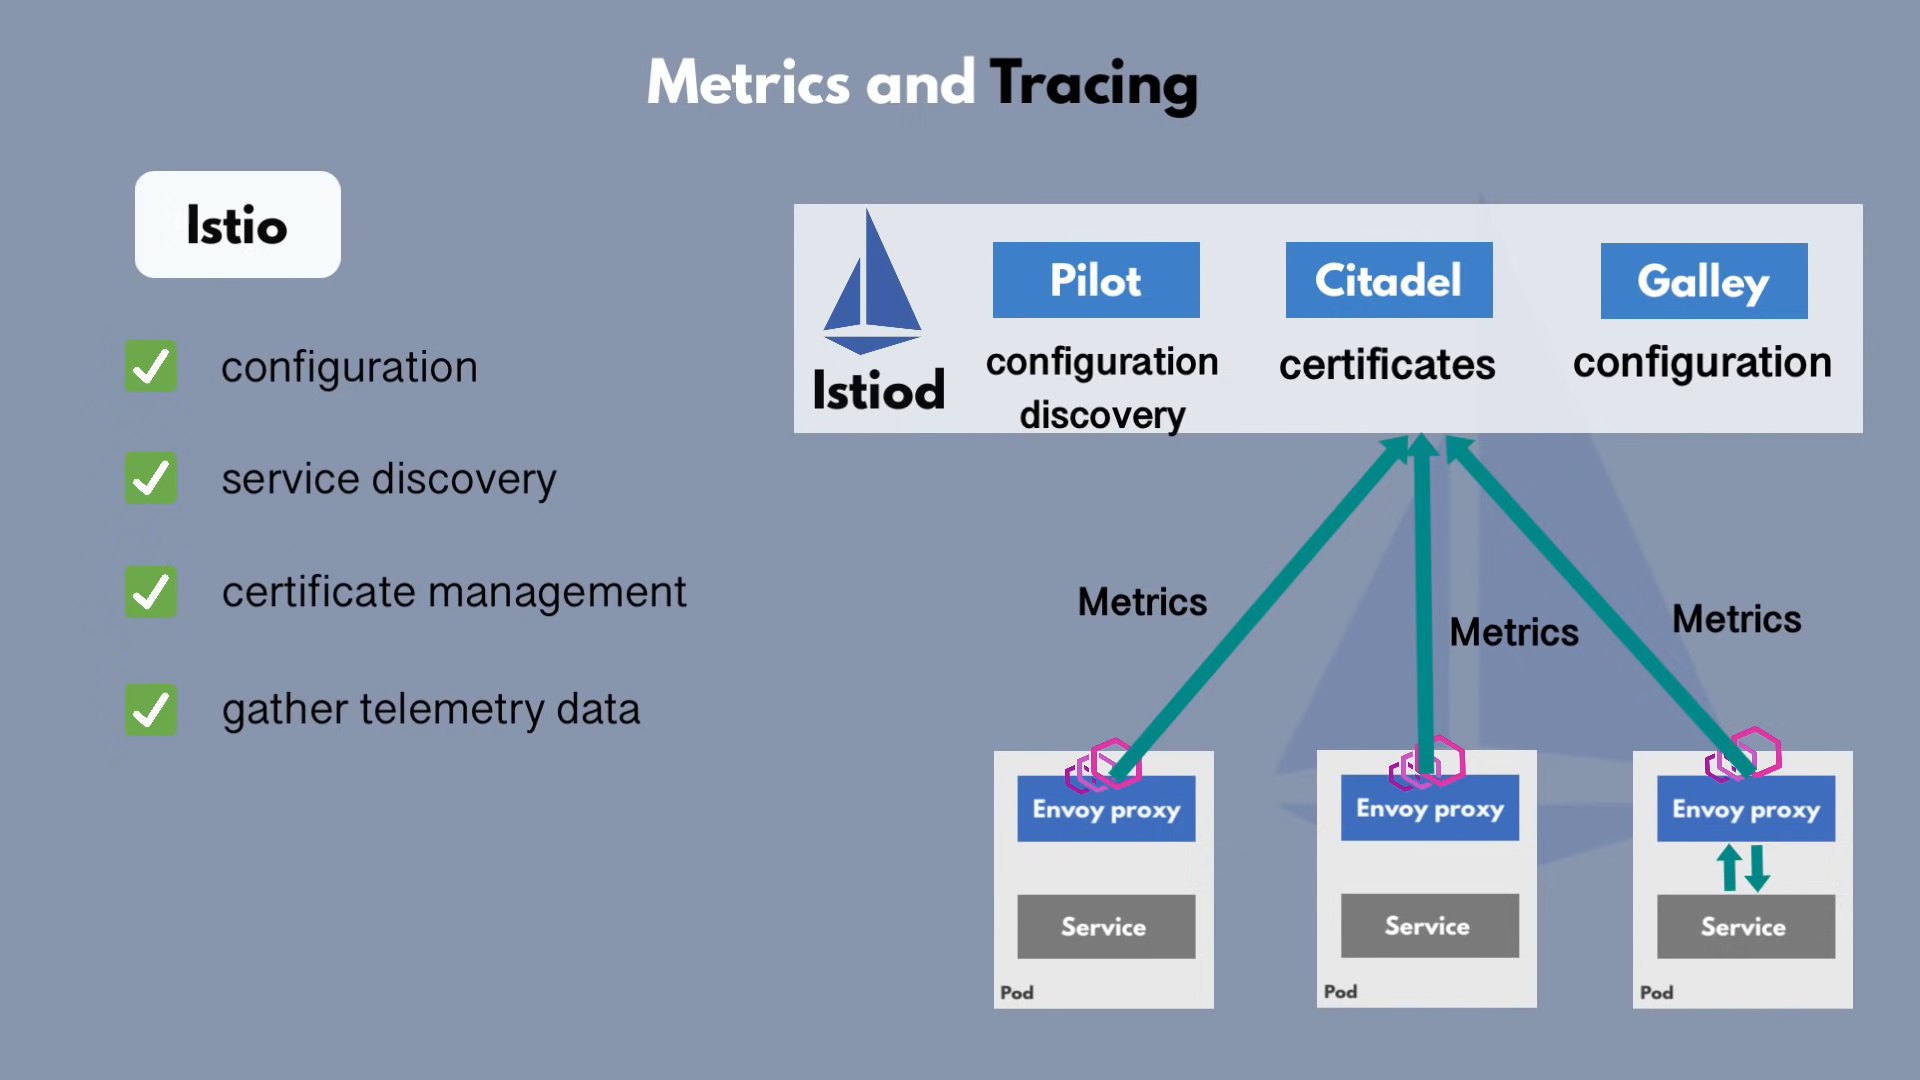 Metrics and Tracing
Istio
configuration
service discovery
certificate management
gather telemetry data
Istiod
Pilot
configuration
discovery
Citadel
certificates
Galley
configuration
Metrics
Metrics
Metrics
Envoy proxy
Service
Pod
Envoy proxy
Service
Pod
Envoy proxy
Service
Pod